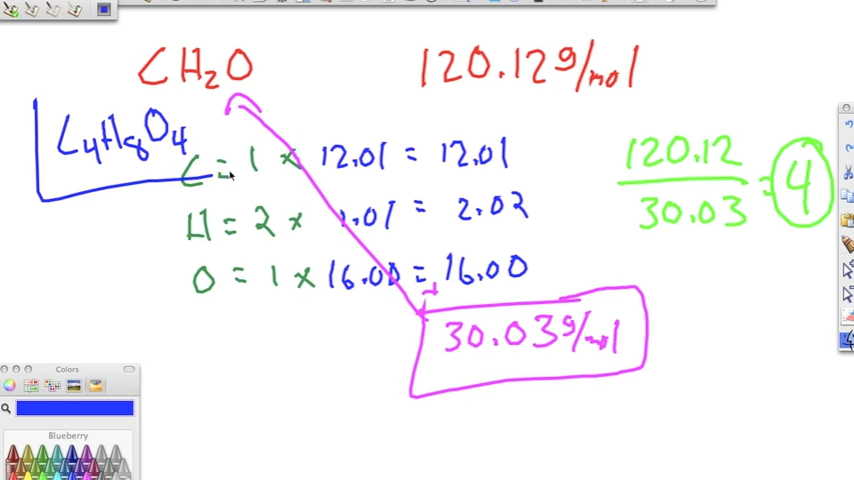 CH2O
120.12g/mol
C4H8O4
C = 1 × 12.01 = 12.01
H = 2 × 1.01 = 2.02
O = 1 × 16.00 = 16.00
30.03g/mol
120.12
30.03
= 4
Colors
Blueberry